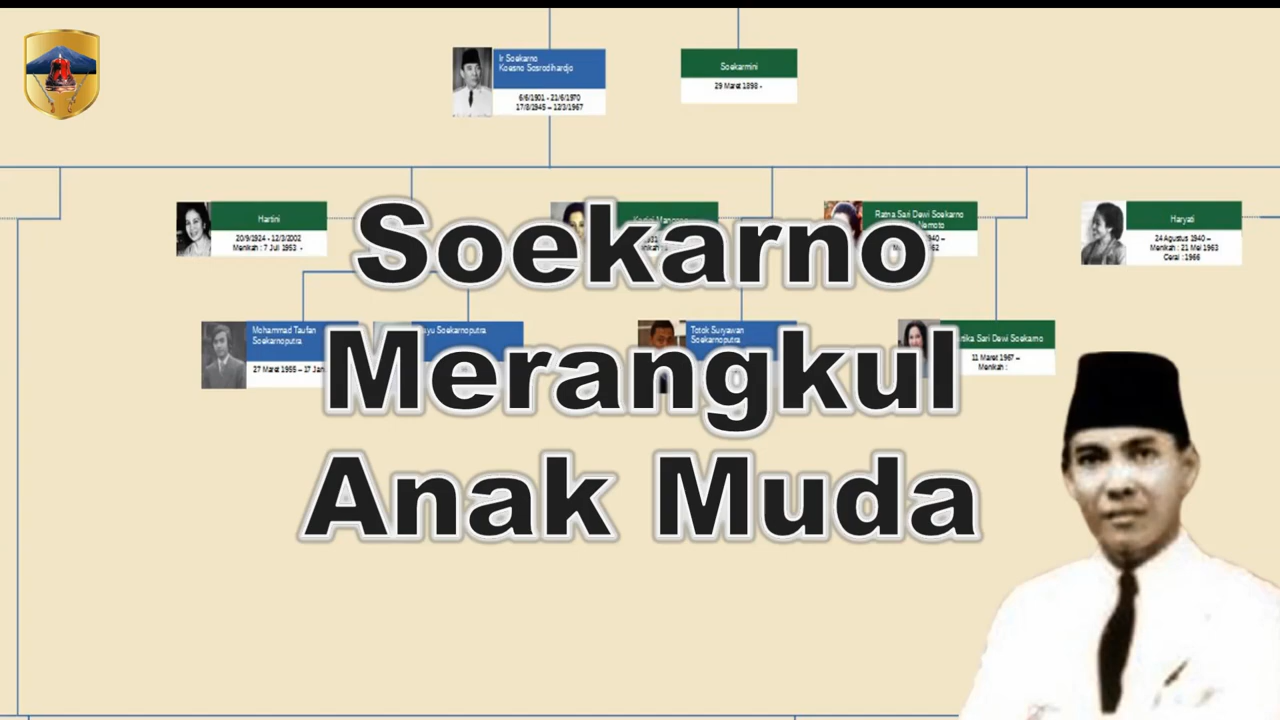 Ir Soekarno
Koesno Sosrodihardjo
6/6/1901 - 21/6/1970
17/8/1945 – 12/3/1967
Soekarmini
29 Maret 1898 -
Hartini
20/9/1924 - 12/3/2002
Menikah : 7 Juli 1953 -
Ratna Sari Dewi Soekarno
Haryati
24 Agustus 1940 –
Menikah : 21 Mei 1963
Cerai : 1966
Soekarno
Mohammad Taufan
Soekarnoputra
27 Maret 1955 – 17 Jan
Soekarnoputra
Totok Suryawan
Soekarnoputra
Sari Dewi Soekarno
11 Maret 1967 –
Menikah :
Merangkul
Anak Muda